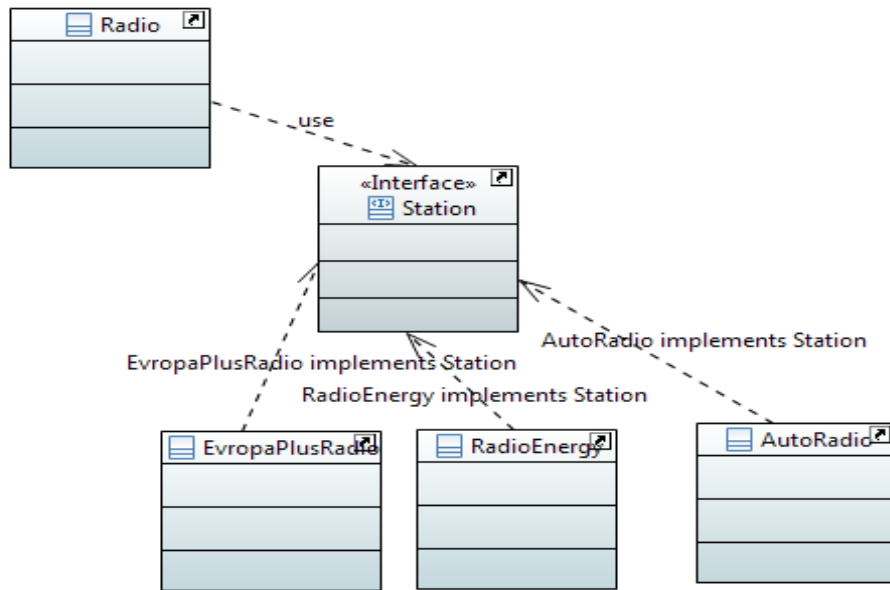 Radio
use
«Interface»
<I> Station
AutoRadio implements Station
EvropaPlusRadio implements Station
RadioEnergy implements Station
EvropaPlusRadio
RadioEnergy
AutoRadio